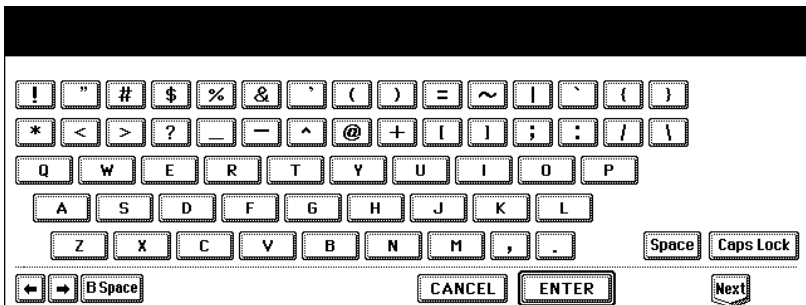 ! " # $ % & ' ( ) = ~ | ` { }
* < > ? _ - ^ @ + [ ] ; : / \
Q W E R T Y U I O P
A S D F G H J K L
Z X C V B N M , . Space Caps Lock
← → B Space CANCEL ENTER Next